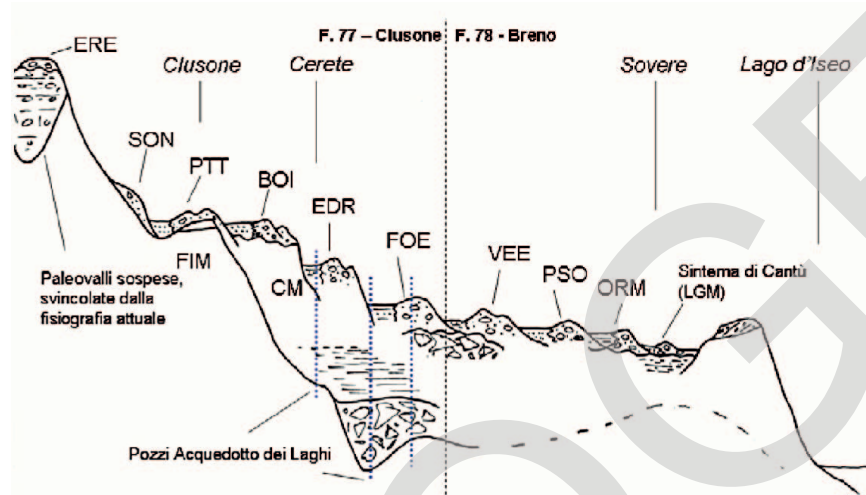 F. 77 – Clusone
F. 78 - Breno
ERE
Clusone
Cerete
Sovere
Lago d'Iseo
SON
PTT
BOI
EDR
FOE
VEE
PSO
ORM
Sintema di Cantù
(LGM)
FIM
CM
Paleovalli sospese,
svincolate dalla
fisiografia attuale
Pozzi Acquedotto dei Laghi